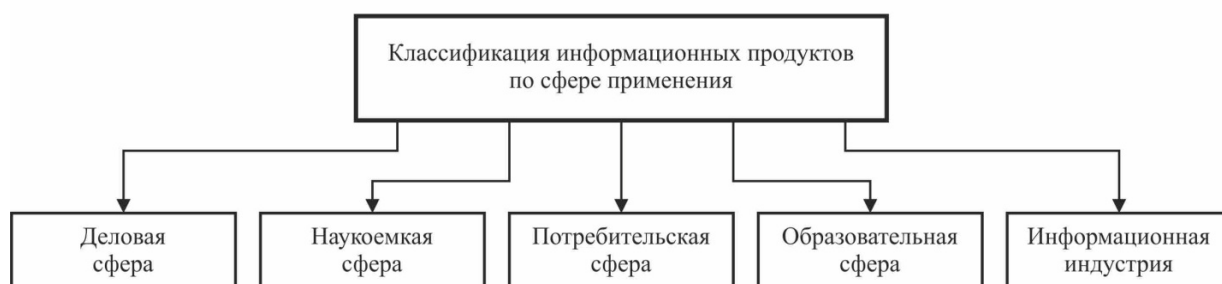 Классификация информационных продуктов
по сфере применения
Деловая
сфера
Наукоемкая
сфера
Потребительская
сфера
Образовательная
сфера
Информационная
индустрия